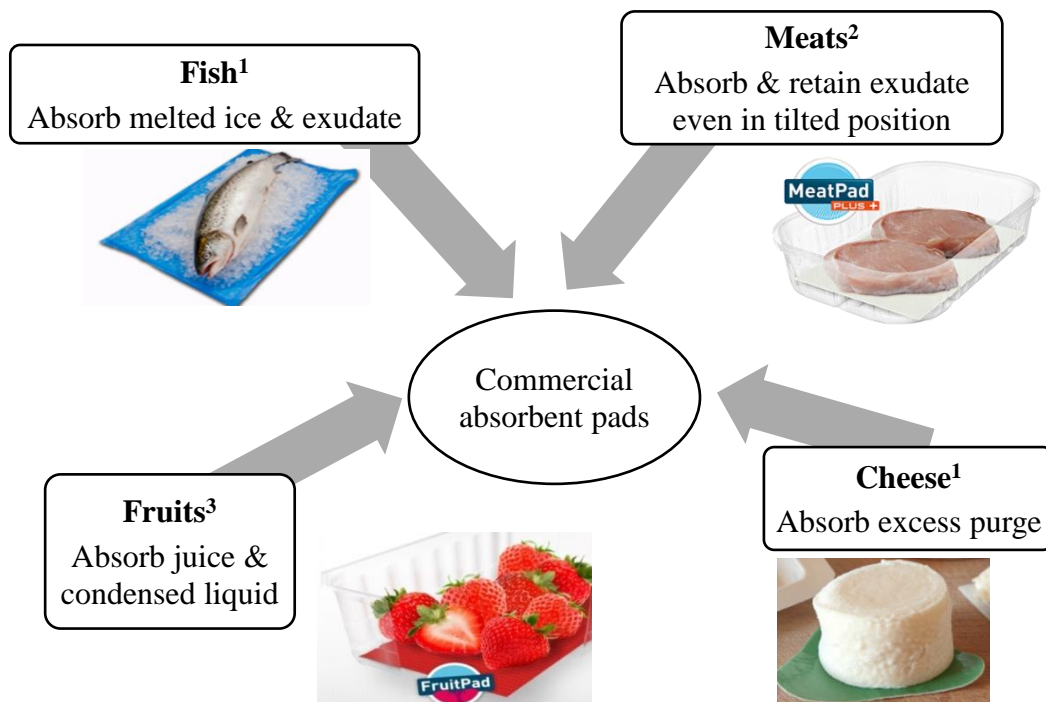 Fish¹
Absorb melted ice & exudate
Meats²
Absorb & retain exudate
even in tilted position
MeatPad
PLUS +
Commercial
absorbent pads
Fruits³
Absorb juice &
condensed liquid
Cheese¹
Absorb excess purge
FruitPad